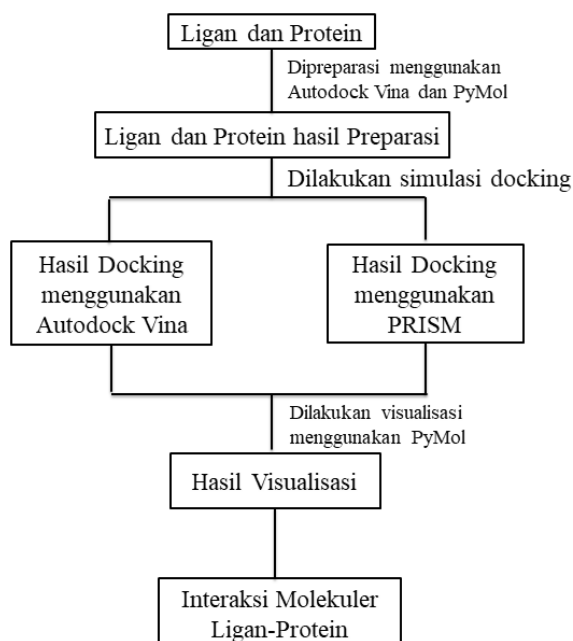 Ligan dan Protein
Dipreparasi menggunakan
Autodock Vina dan PyMol
Ligan dan Protein hasil Preparasi
Dilakukan simulasi docking
Hasil Docking
menggunakan
Autodock Vina
Hasil Docking
menggunakan
PRISM
Dilakukan visualisasi
menggunakan PyMol
Hasil Visualisasi
Interaksi Molekuler
Ligan-Protein